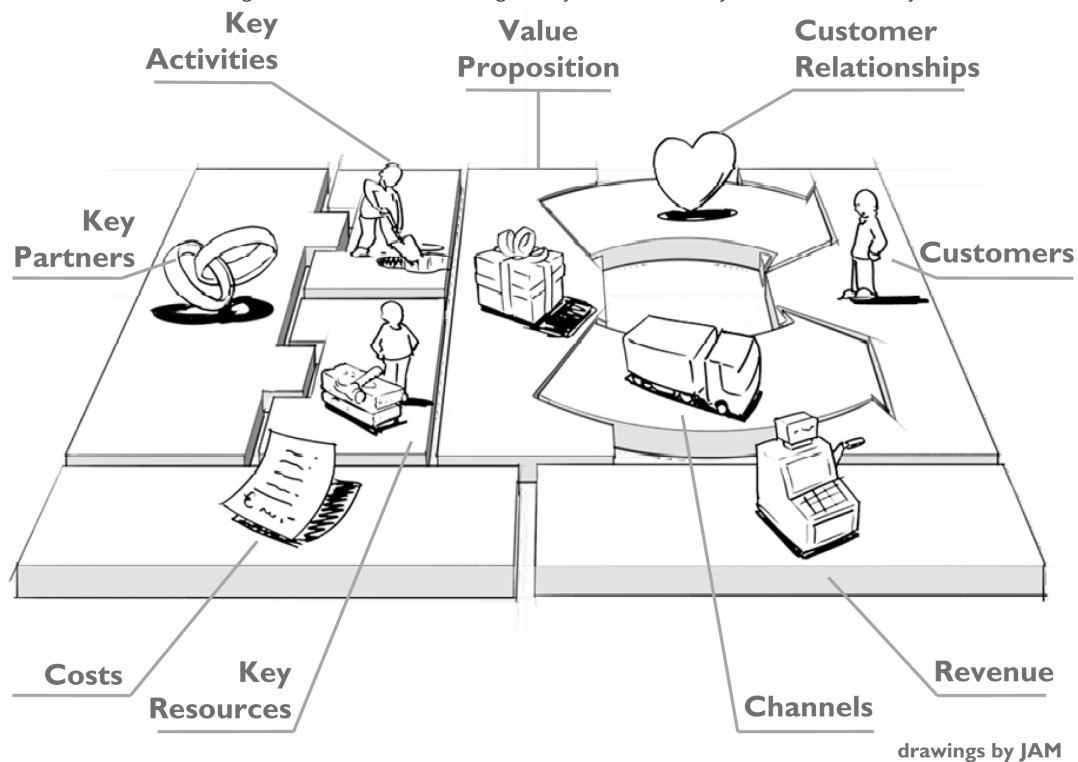 Key
Activities
Value
Proposition
Customer
Relationships
Key
Partners
Customers
Costs
Key
Resources
Channels
Revenue
drawings by JAM